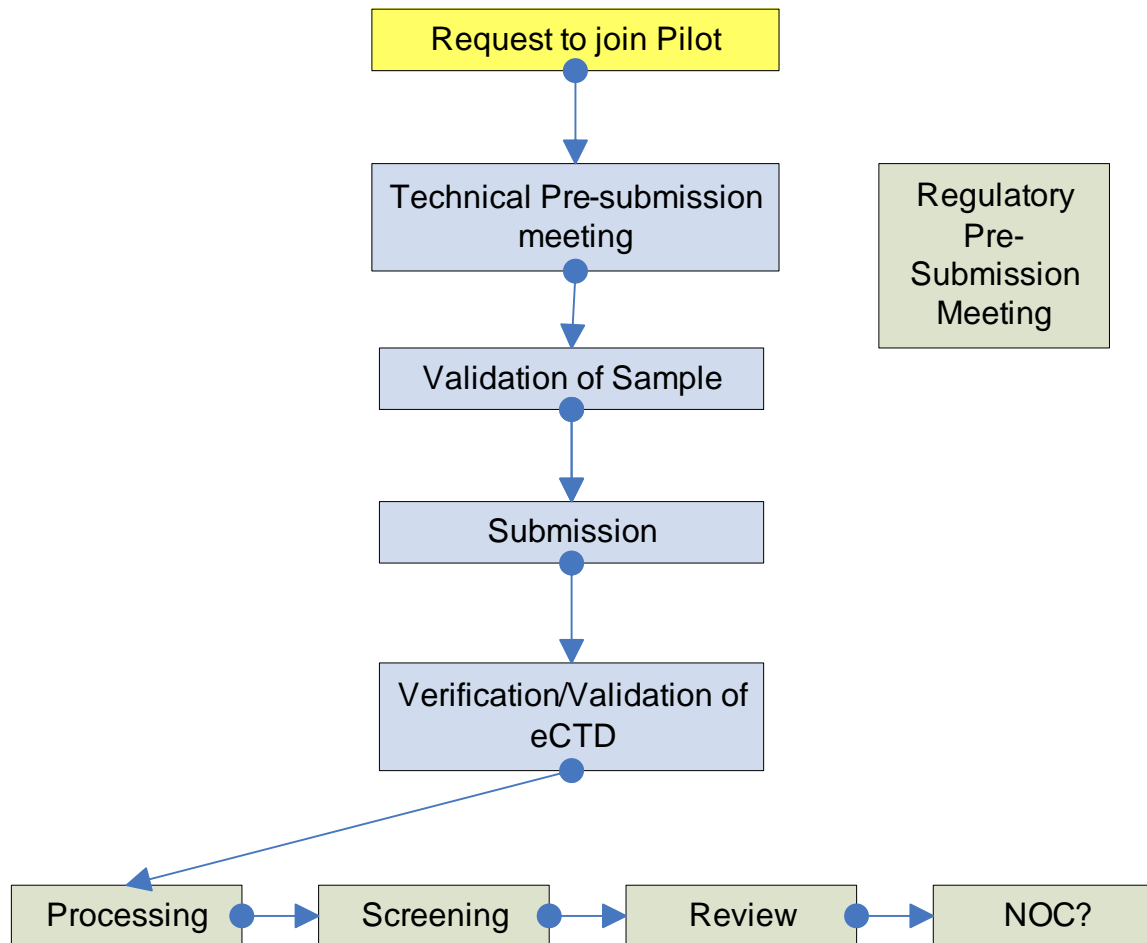 Request to join Pilot
Technical Pre-submission
meeting
Regulatory
Pre-
Submission
Meeting
Validation of Sample
Submission
Verification/Validation of
eCTD
Processing
Screening
Review
NOC?